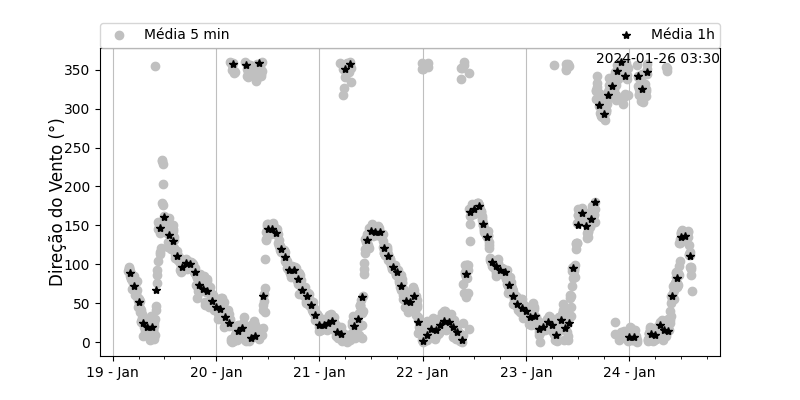 Média 5 min
Média 1h
2024-01-26 03:30
Direção do Vento (°)
350
300
250
200
150
100
50
0
19 - Jan
20 - Jan
21 - Jan
22 - Jan
23 - Jan
24 - Jan